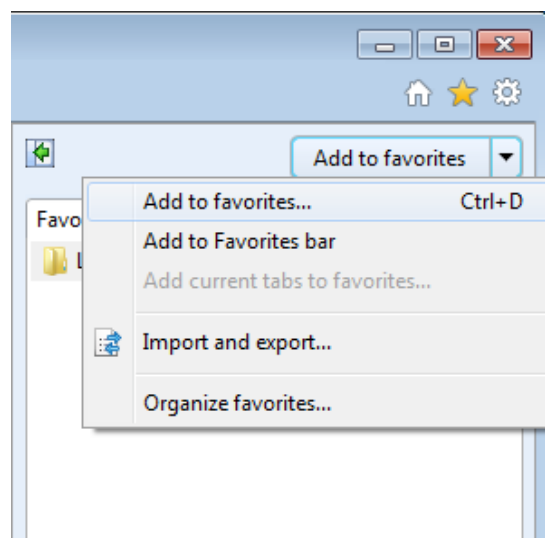 Add to favorites
Add to favorites... Ctrl+D
Favo
Add to Favorites bar
L
Add current tabs to favorites...
Import and export...
Organize favorites...